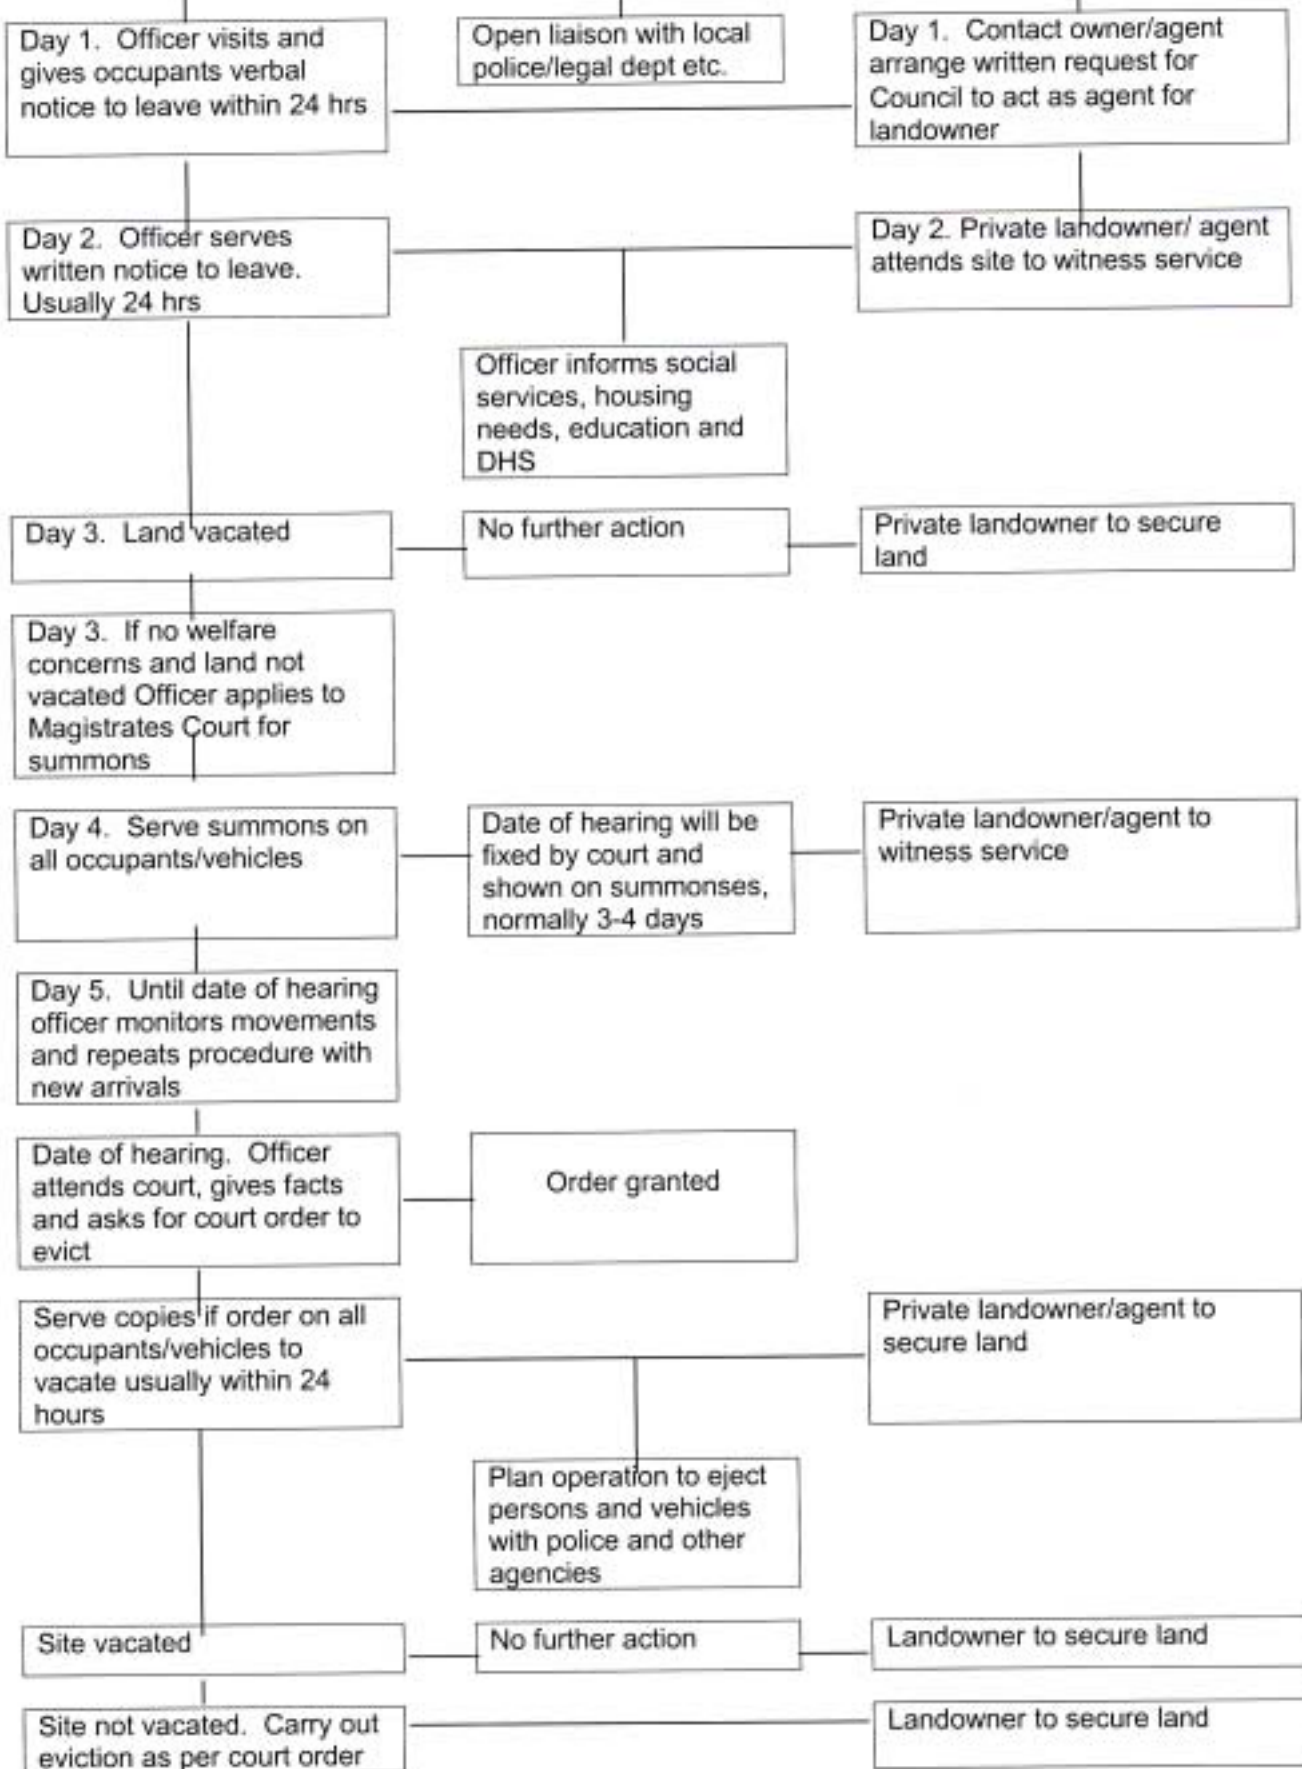 Day 1.  Officer visits and
gives occupants verbal
notice to leave within 24 hrs
Open liaison with local
police/legal dept etc.
Day 1.  Contact owner/agent
arrange written request for
Council to act as agent for
landowner
Day 2.  Officer serves
written notice to leave.
Usually 24 hrs
Day 2. Private landowner/ agent
attends site to witness service
Officer informs social
services, housing
needs, education and
DHS
Day 3.  Land vacated
No further action
Private landowner to secure
land
Day 3.  If no welfare
concerns and land not
vacated Officer applies to
Magistrates Court for
summons
Day 4.  Serve summons on
all occupants/vehicles
Date of hearing will be
fixed by court and
shown on summonses,
normally 3-4 days
Private landowner/agent to
witness service
Day 5.  Until date of hearing
officer monitors movements
and repeats procedure with
new arrivals
Date of hearing.  Officer
attends court, gives facts
and asks for court order to
evict
Order granted
Serve copies if order on all
occupants/vehicles to
vacate usually within 24
hours
Private landowner/agent to
secure land
Plan operation to eject
persons and vehicles
with police and other
agencies
Site vacated
No further action
Landowner to secure land
Site not vacated.  Carry out
eviction as per court order
Landowner to secure land